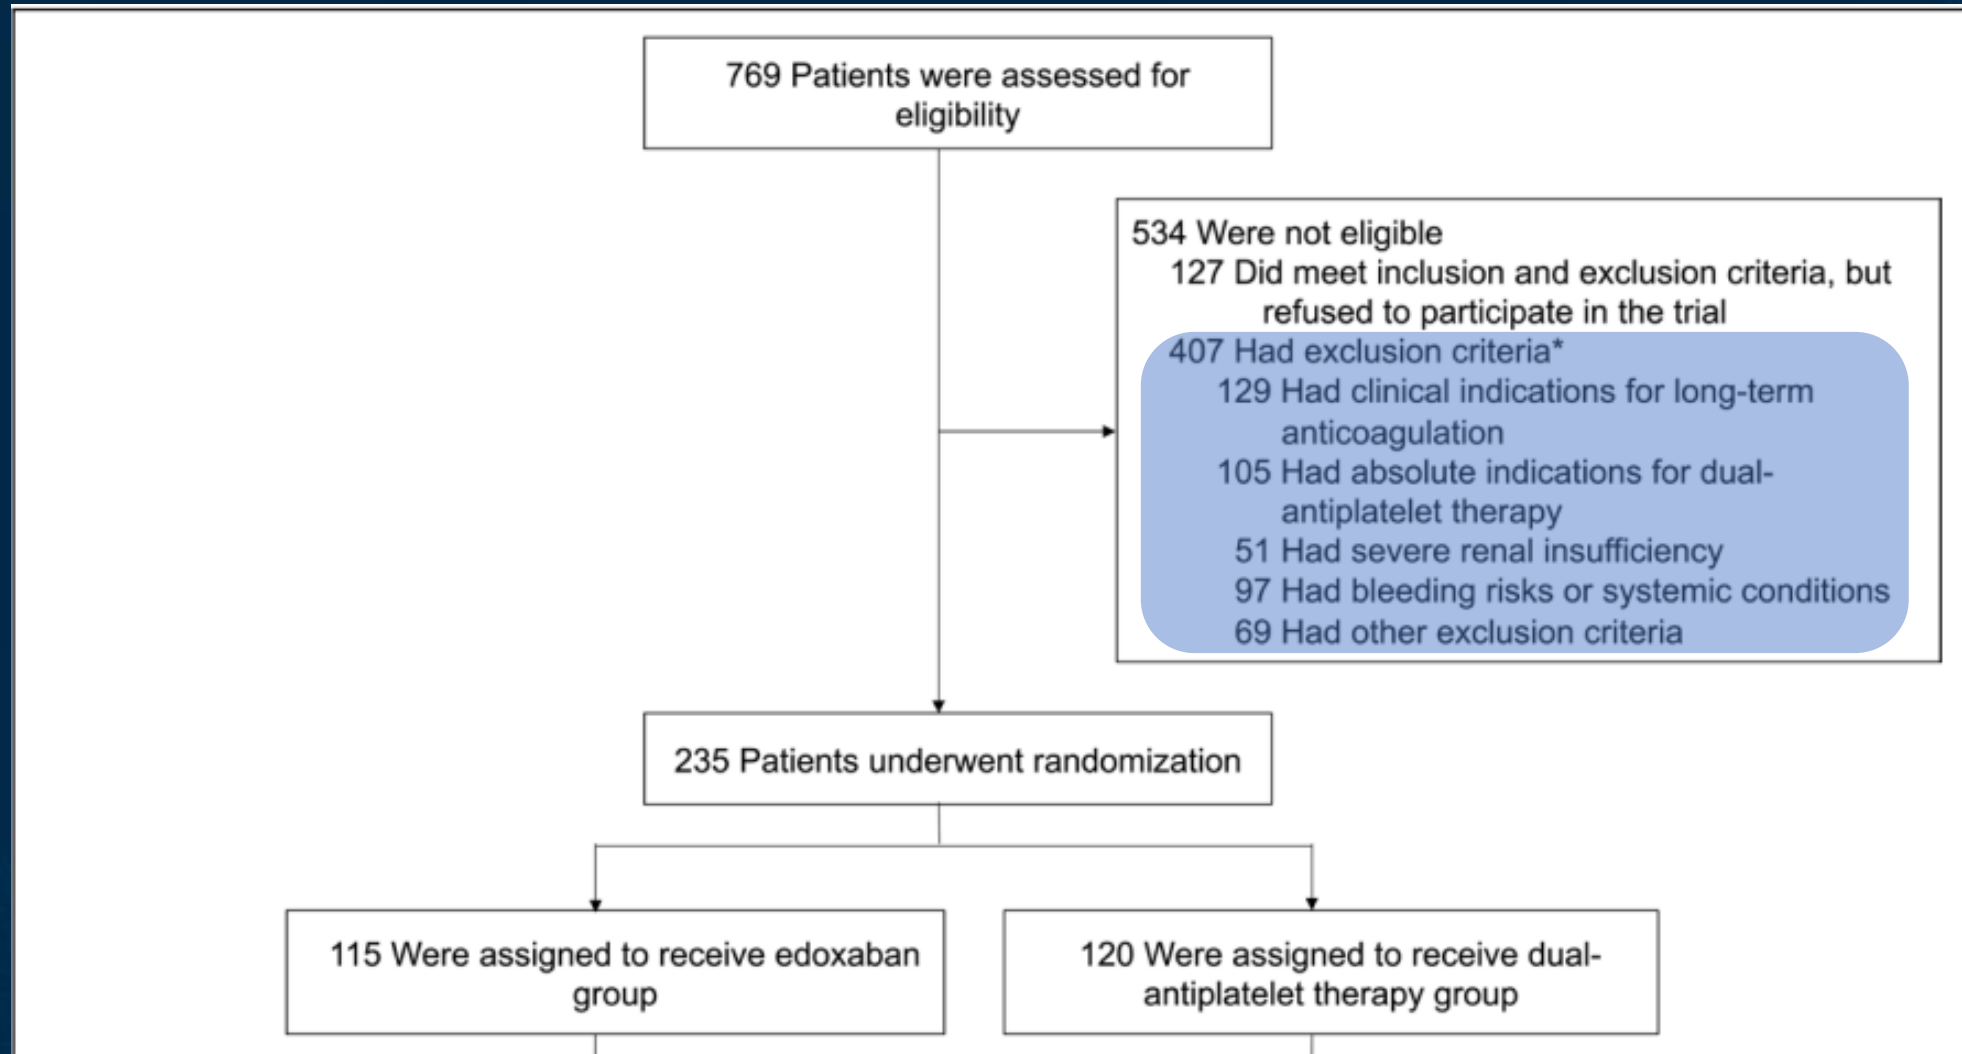 769 Patients were assessed for
eligibility
534 Were not eligible
127 Did meet inclusion and exclusion criteria, but
refused to participate in the trial
407 Had exclusion criteria*
129 Had clinical indications for long-term
anticoagulation
105 Had absolute indications for dual-
antiplatelet therapy
51 Had severe renal insufficiency
97 Had bleeding risks or systemic conditions
69 Had other exclusion criteria
235 Patients underwent randomization
115 Were assigned to receive edoxaban
group
120 Were assigned to receive dual-
antiplatelet therapy group